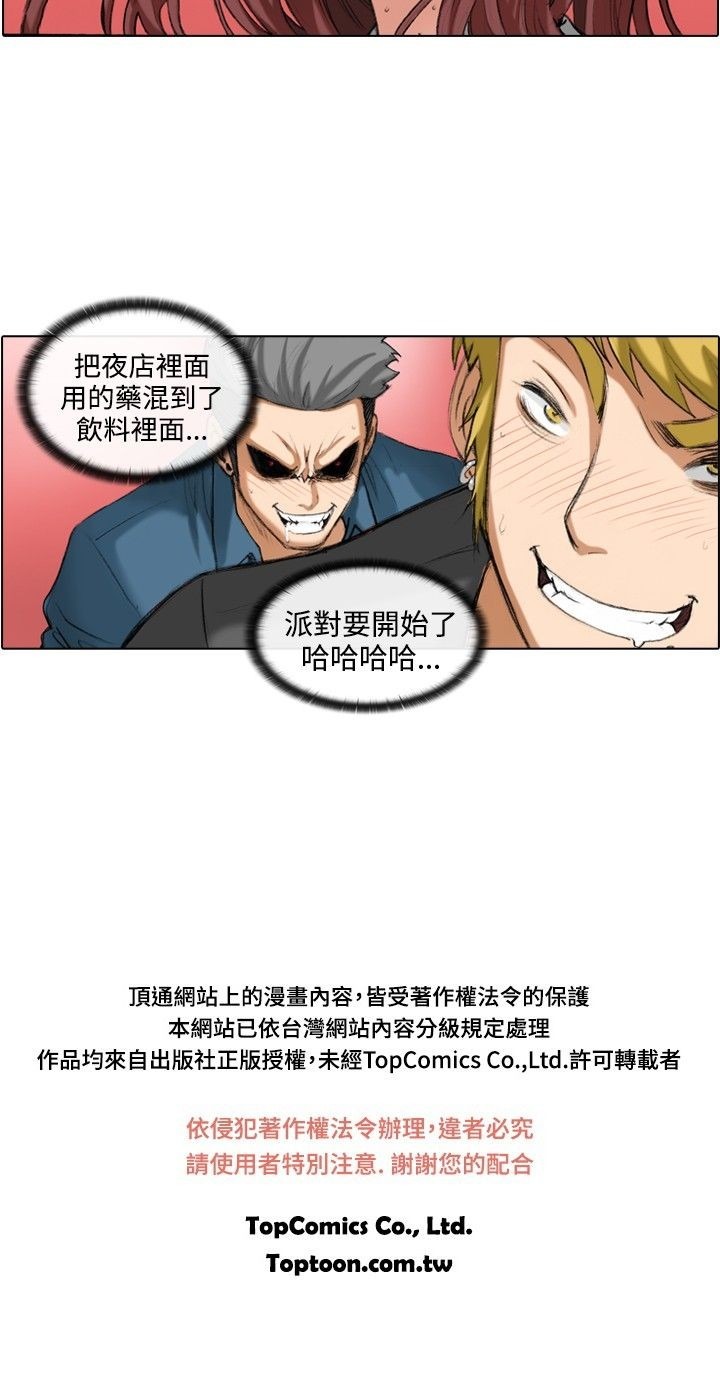 把夜店裡面
用的藥混到了
飲料裡面...
派對要開始了
哈哈哈哈...
頂通網站上的漫畫內容，皆受著作權法令的保護
本網站已依台灣網站內容分級規定處理
作品均來自出版社正版授權，未經TopComics Co.,Ltd.許可轉載者
依侵犯著作權法令辦理，違者必究
請使用者特別注意. 謝謝您的配合
TopComics Co., Ltd.
Toptoon.com.tw